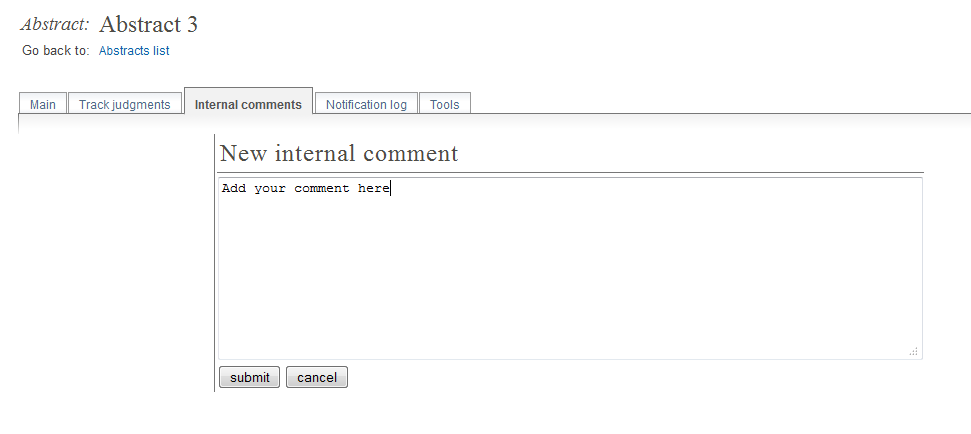 Abstract: Abstract 3
Go back to: Abstracts list
Main Track judgments Internal comments Notification log Tools
New internal comment
Add your comment here
submit cancel